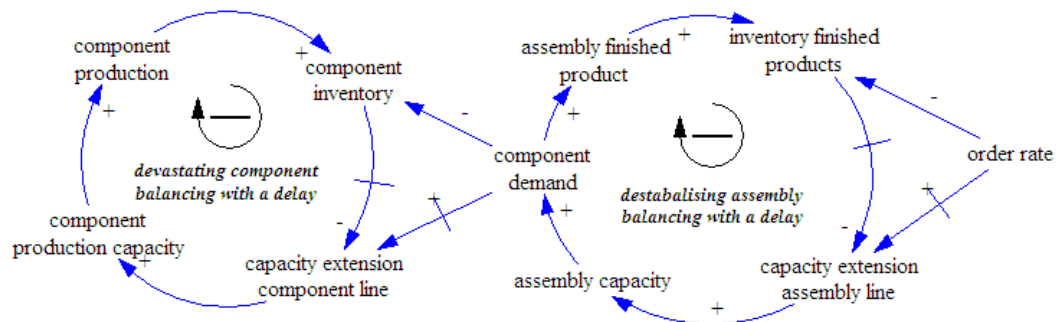 component
production
+
component
inventory
devastating component
balancing with a delay
+
-
component
production capacity
+
-
+
capacity extension
component line
assembly finished
product
+
inventory finished
products
+
-
component
demand
order rate
destabalising assembly
balancing with a delay
+
+
-
assembly capacity
capacity extension
assembly line
+